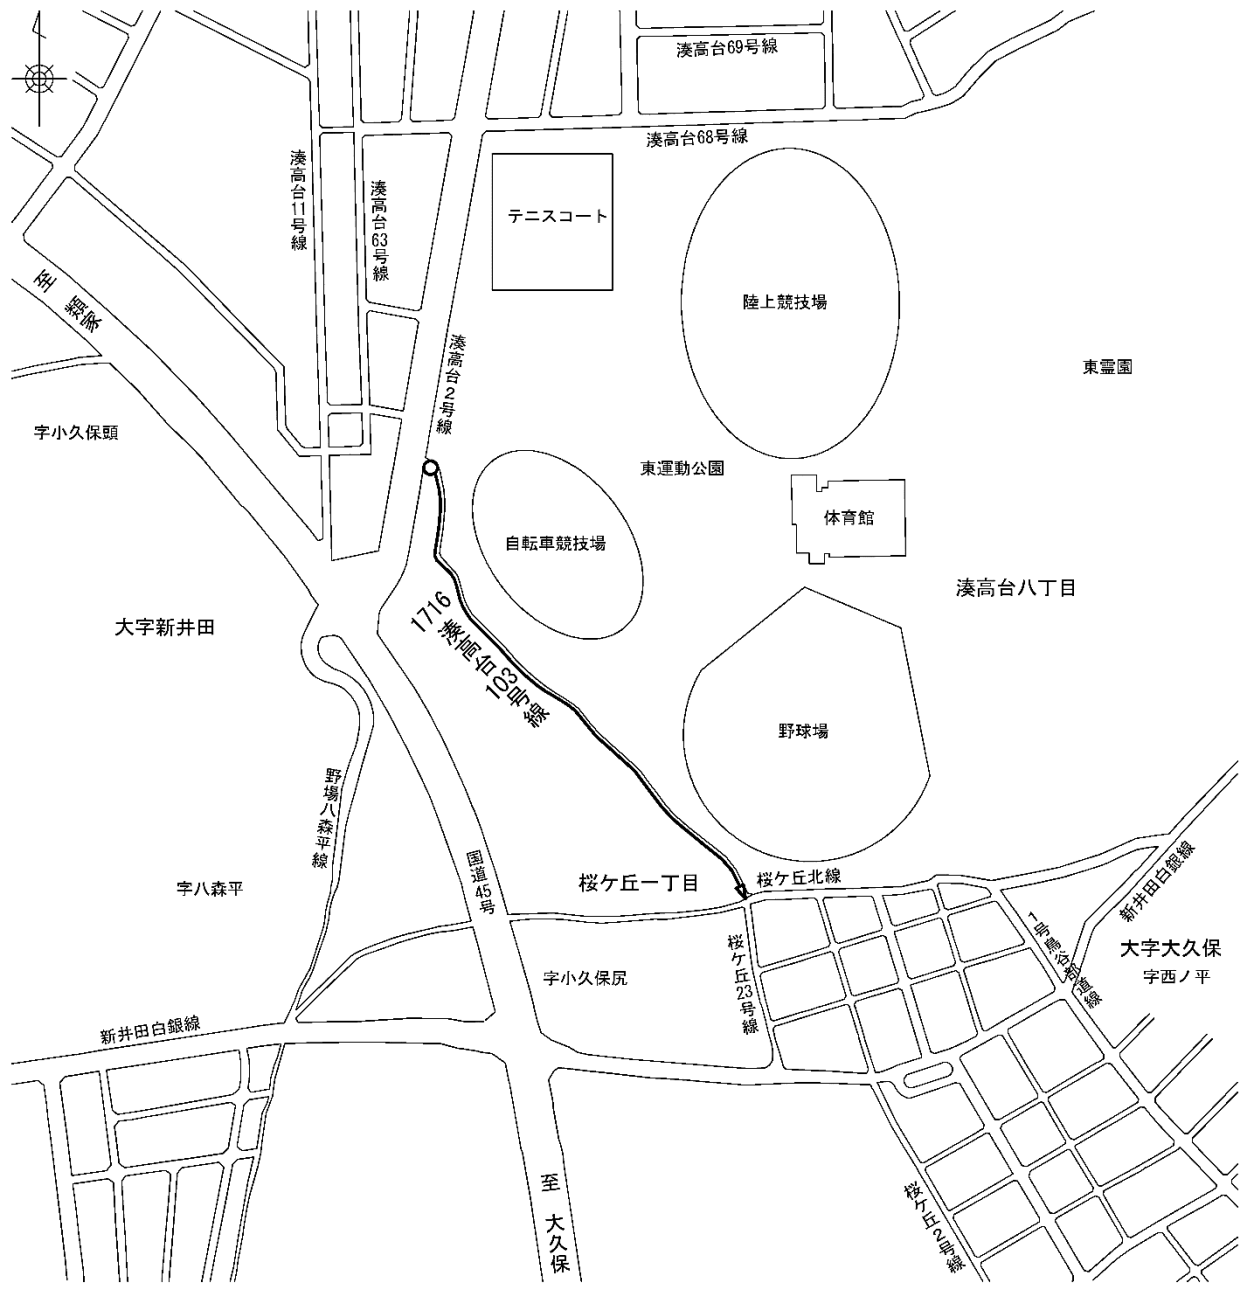 湊高台69号線
湊高台68号線
湊高台11号線
湊高台63号線
テニスコート
陸上競技場
至 類家
湊高台2号線
東霊園
字小久保頭
東運動公園
体育館
自転車競技場
湊高台八丁目
大字新井田
1716
湊高台103号線
野球場
野場八森平線
国道45号
字八森平
桜ケ丘一丁目
桜ケ丘北線
新井田白銀線
1号鳥谷部道線
大字大久保
字西ノ平
字小久保尻
桜ケ丘23号線
新井田白銀線
至 大久保
桜ケ丘2号線